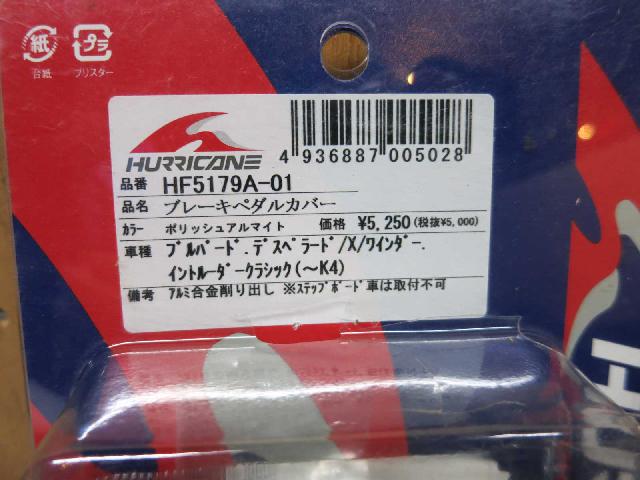 紙
プラ
台紙
ブリスター
HURRICANE
4 936887 005028
品番 HF5179A-01
品名 ブレーキペダルカバー
カラー ポリッシュアルマイト 価格 ¥5,250(税抜¥5,000)
車種 ﾌﾞﾙﾊﾞｰﾄﾞ.ﾃﾞｽﾍﾟﾗｰﾄﾞ/X/ﾜｲﾝﾀﾞｰ.
ｲﾝﾄﾙｰﾀﾞｰｸﾗｼｯｸ(～K4)
備考 ｱﾙﾐ合金削り出し ※ｽﾃｯﾌﾟﾎﾞｰﾄﾞ車は取付不可
H